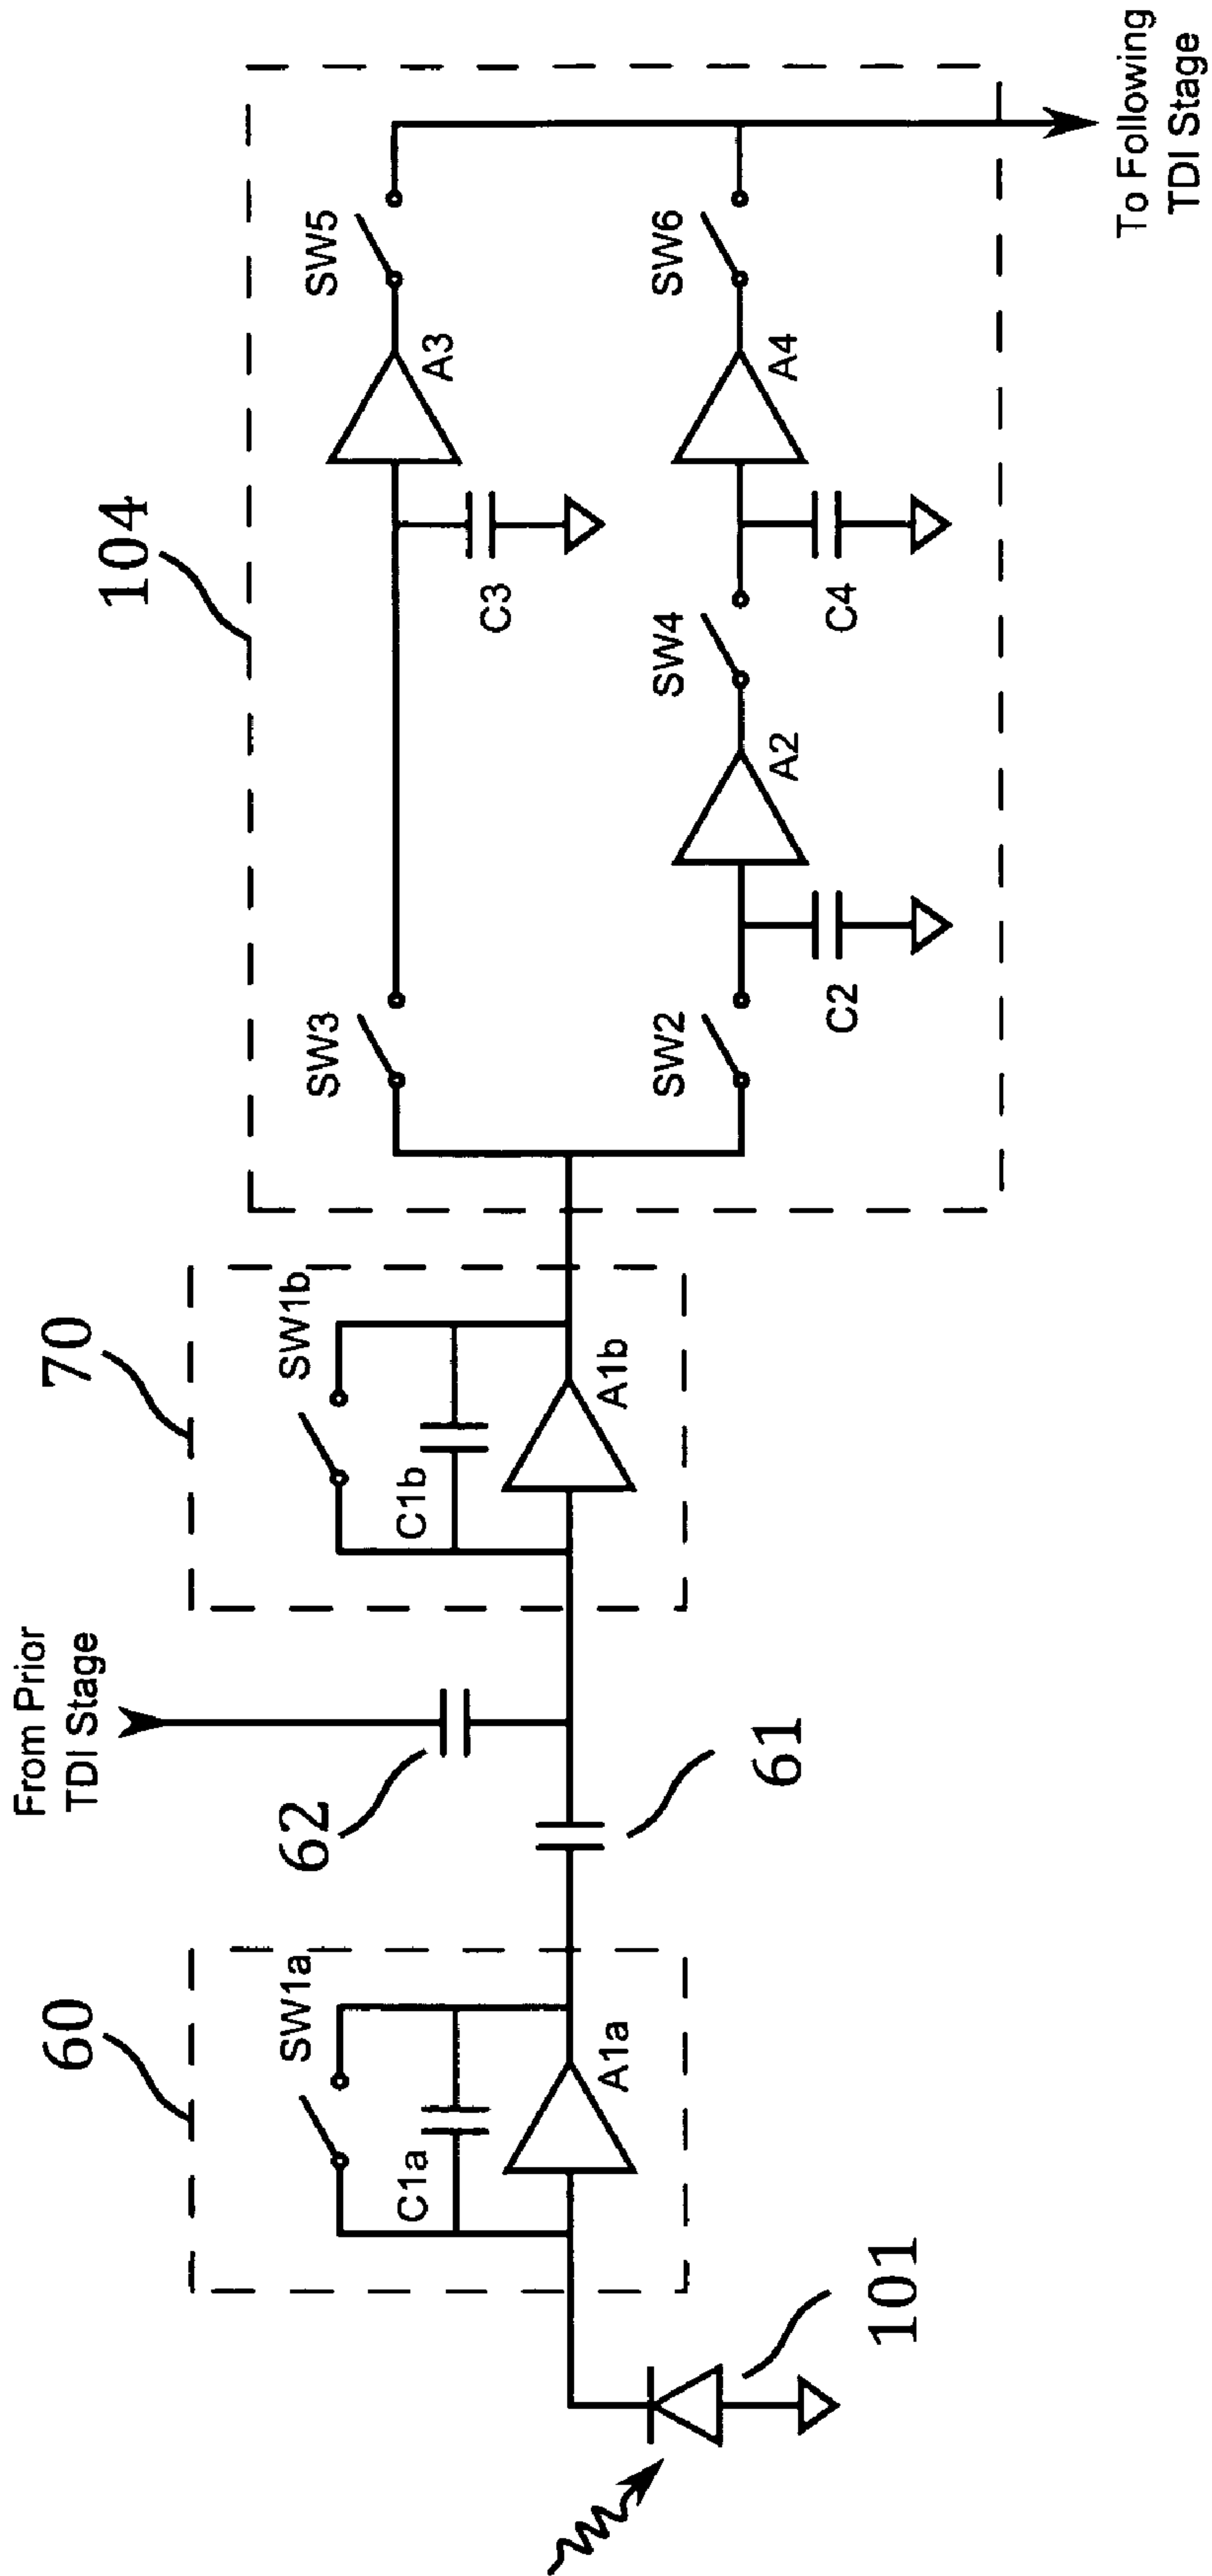 60
SW1a
C1a
A1a
101
61
62
From Prior
TDI Stage
70
SW1b
C1b
A1b
104
SW3
SW2
C2
A2
SW4
C3
C4
A3
A4
SW5
SW6
To Following
TDI Stage